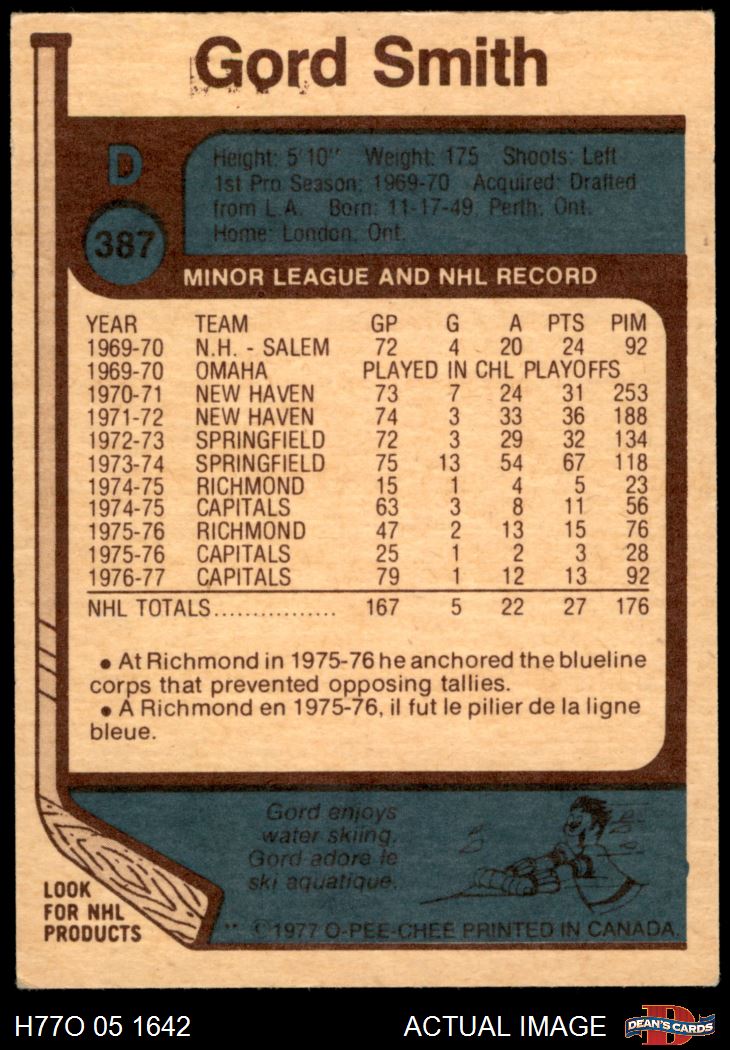 Gord Smith
D
387
Height: 5'10" Weight: 175 Shoots: Left
1st Pro Season: 1969-70 Acquired: Drafted
from L.A. Born: 11-17-49, Perth, Ont.
Home: London, Ont.
MINOR LEAGUE AND NHL RECORD
YEAR TEAM GP G A PTS PIM
1969-70 N.H. - SALEM 72 4 20 24 92
1969-70 OMAHA PLAYED IN CHL PLAYOFFS
1970-71 NEW HAVEN 73 7 24 31 253
1971-72 NEW HAVEN 74 3 33 36 188
1972-73 SPRINGFIELD 72 3 29 32 134
1973-74 SPRINGFIELD 75 13 54 67 118
1974-75 RICHMOND 15 1 4 5 23
1974-75 CAPITALS 63 3 8 11 56
1975-76 RICHMOND 47 2 13 15 76
1975-76 CAPITALS 25 1 2 3 28
1976-77 CAPITALS 79 1 12 13 92
NHL TOTALS................ 167 5 22 27 176
• At Richmond in 1975-76 he anchored the blueline
corps that prevented opposing tallies.
• A Richmond en 1975-76, il fut le pilier de la ligne
bleue.
Gord enjoys
water skiing.
Gord adore le
ski aquatique.
LOOK
FOR NHL
PRODUCTS
** ©1977 O-PEE-CHEE PRINTED IN CANADA.
H77O 05 1642
ACTUAL IMAGE
D
DEAN'S CARDS